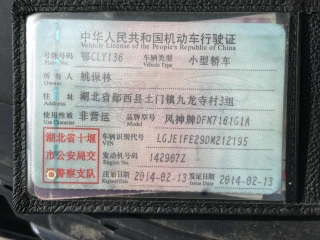 中华人民共和国机动车行驶证
Vehicle License of the People's Republic of China
号牌号码 鄂CLY136 车辆类型 小型轿车
Plate No. Vehicle Type
所有人 姚保林
Owner
住址 湖北省郧西县土门镇九龙寺村3组
Address
使用性质 非营运 品牌型号 风神牌DFM7161G1A
Use Character Model
湖北省十堰
市公安局交
警察支队
车辆识别代号 LGJE1FE29DM212195
VIN
发动机号码 142907Z
Engine No.
注册日期 2014-02-13 发证日期 2014-02-13
Register Date Issue Date